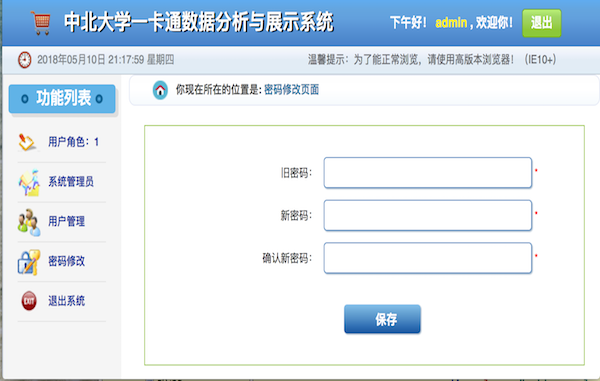 中北大学一卡通数据分析与展示系统
下午好！ admin , 欢迎你！ 退出
2018年05月10日 21:17:59 星期四
温馨提示：为了能正常浏览，请使用高版本浏览器！（IE10+）
功能列表
你现在所在的位置是: 密码修改页面
用户角色：1
系统管理员
用户管理
密码修改
EXIT 退出系统
旧密码： *
新密码： *
确认新密码： *
保存